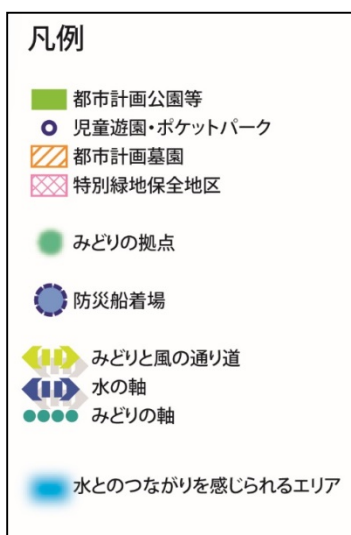 凡例
都市計画公園等
児童遊園・ポケットパーク
都市計画墓園
特別緑地保全地区
みどりの拠点
防災船着場
みどりと風の通り道
水の軸
みどりの軸
水とのつながりを感じられるエリア